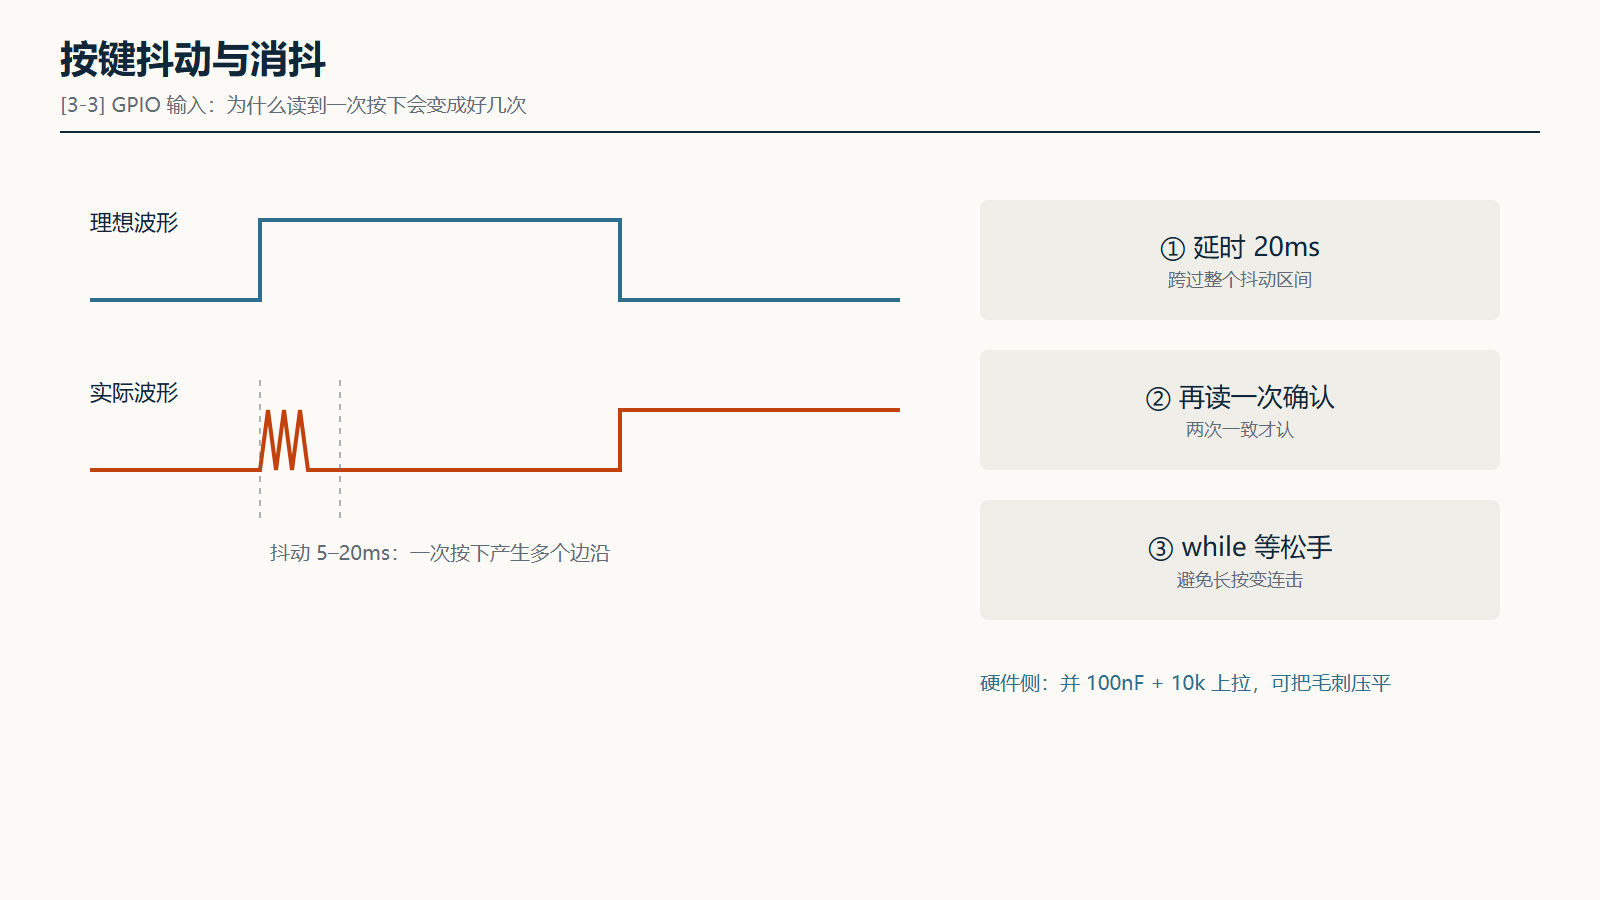 按键抖动与消抖
[3-3] GPIO 输入：为什么读到一次按下会变成好几次
理想波形
实际波形
抖动 5–20ms：一次按下产生多个边沿
① 延时 20ms
跨过整个抖动区间
② 再读一次确认
两次一致才认
③ while 等松手
避免长按变连击
硬件侧：并 100nF + 10k 上拉，可把毛刺压平